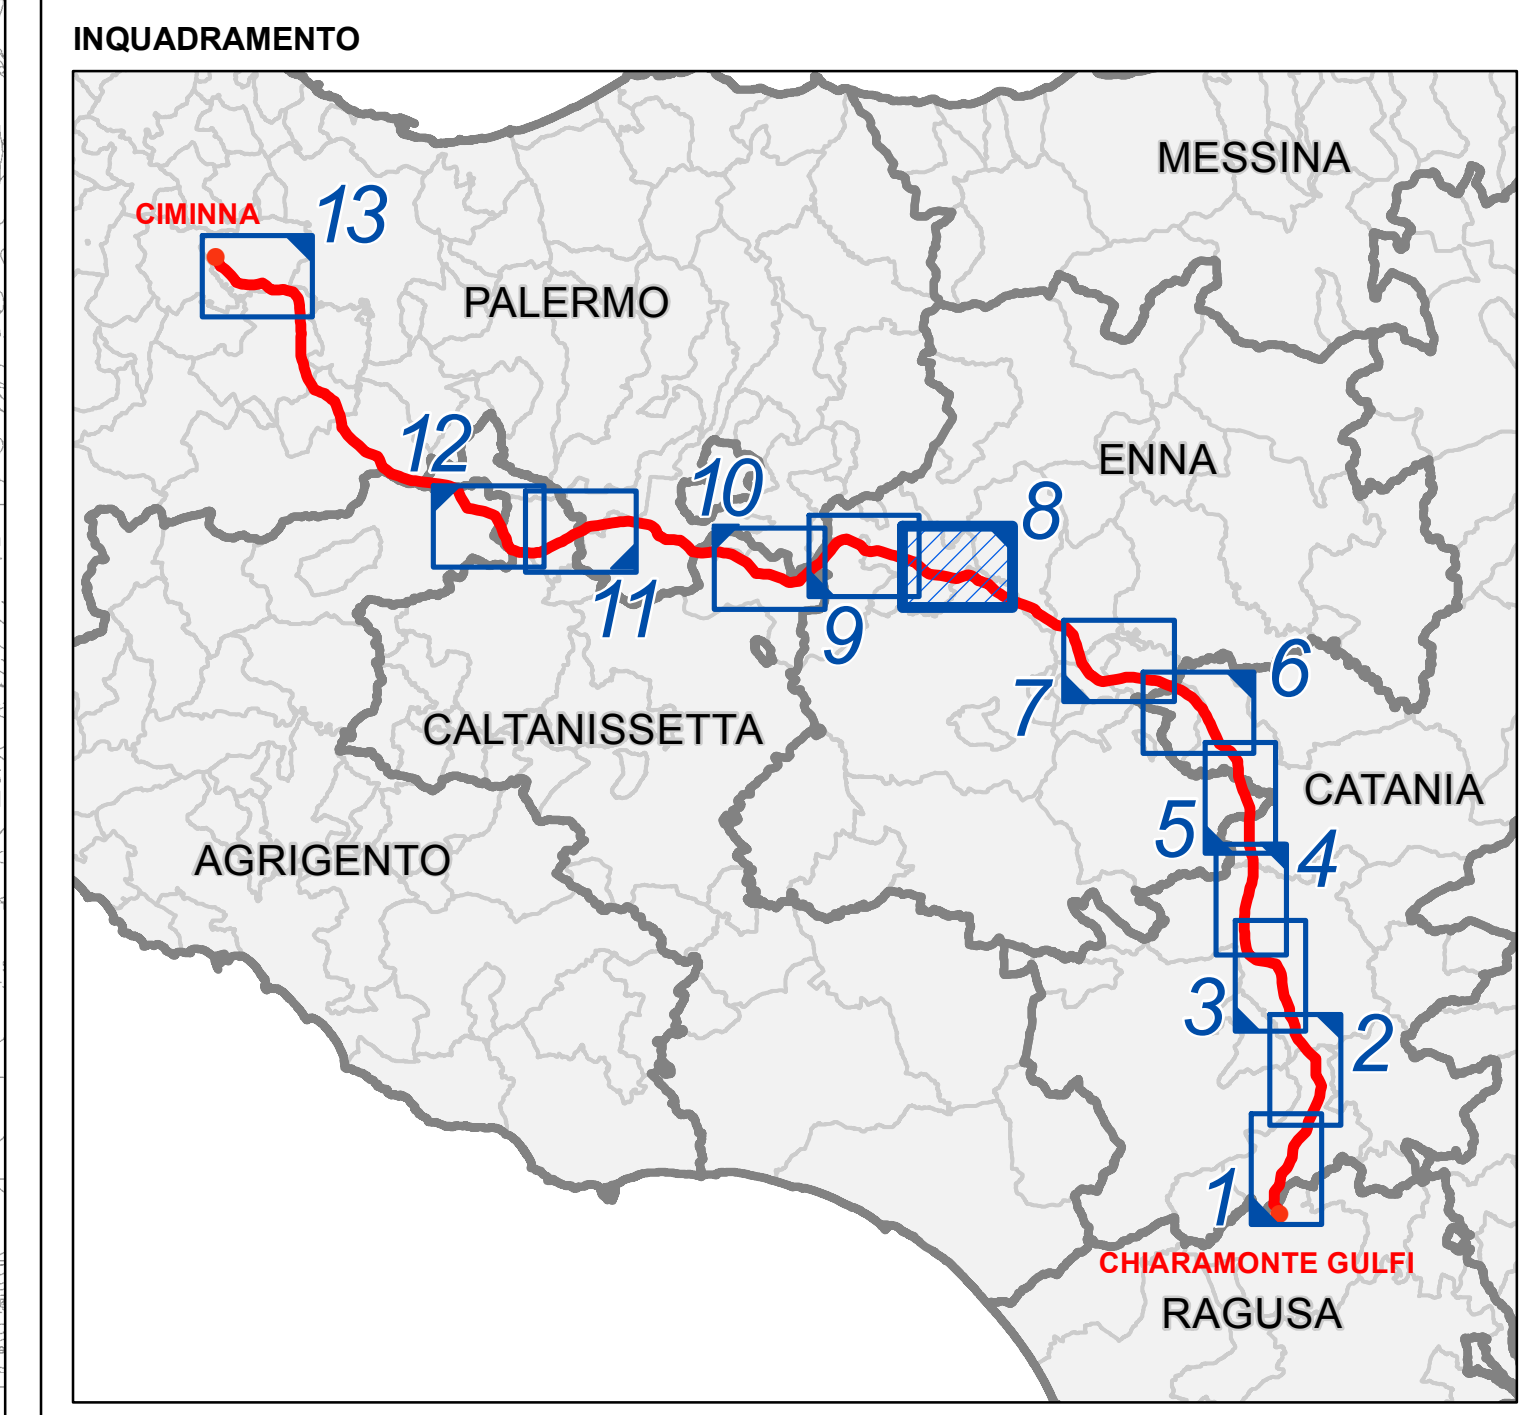 INQUADRAMENTO
MESSINA
13
CIMINNA
PALERMO
12
ENNA
10
8
11
9
6
7
CALTANISSETTA
CATANIA
5
4
AGRIGENTO
3
2
1
CHIARAMONTE GULFI
RAGUSA